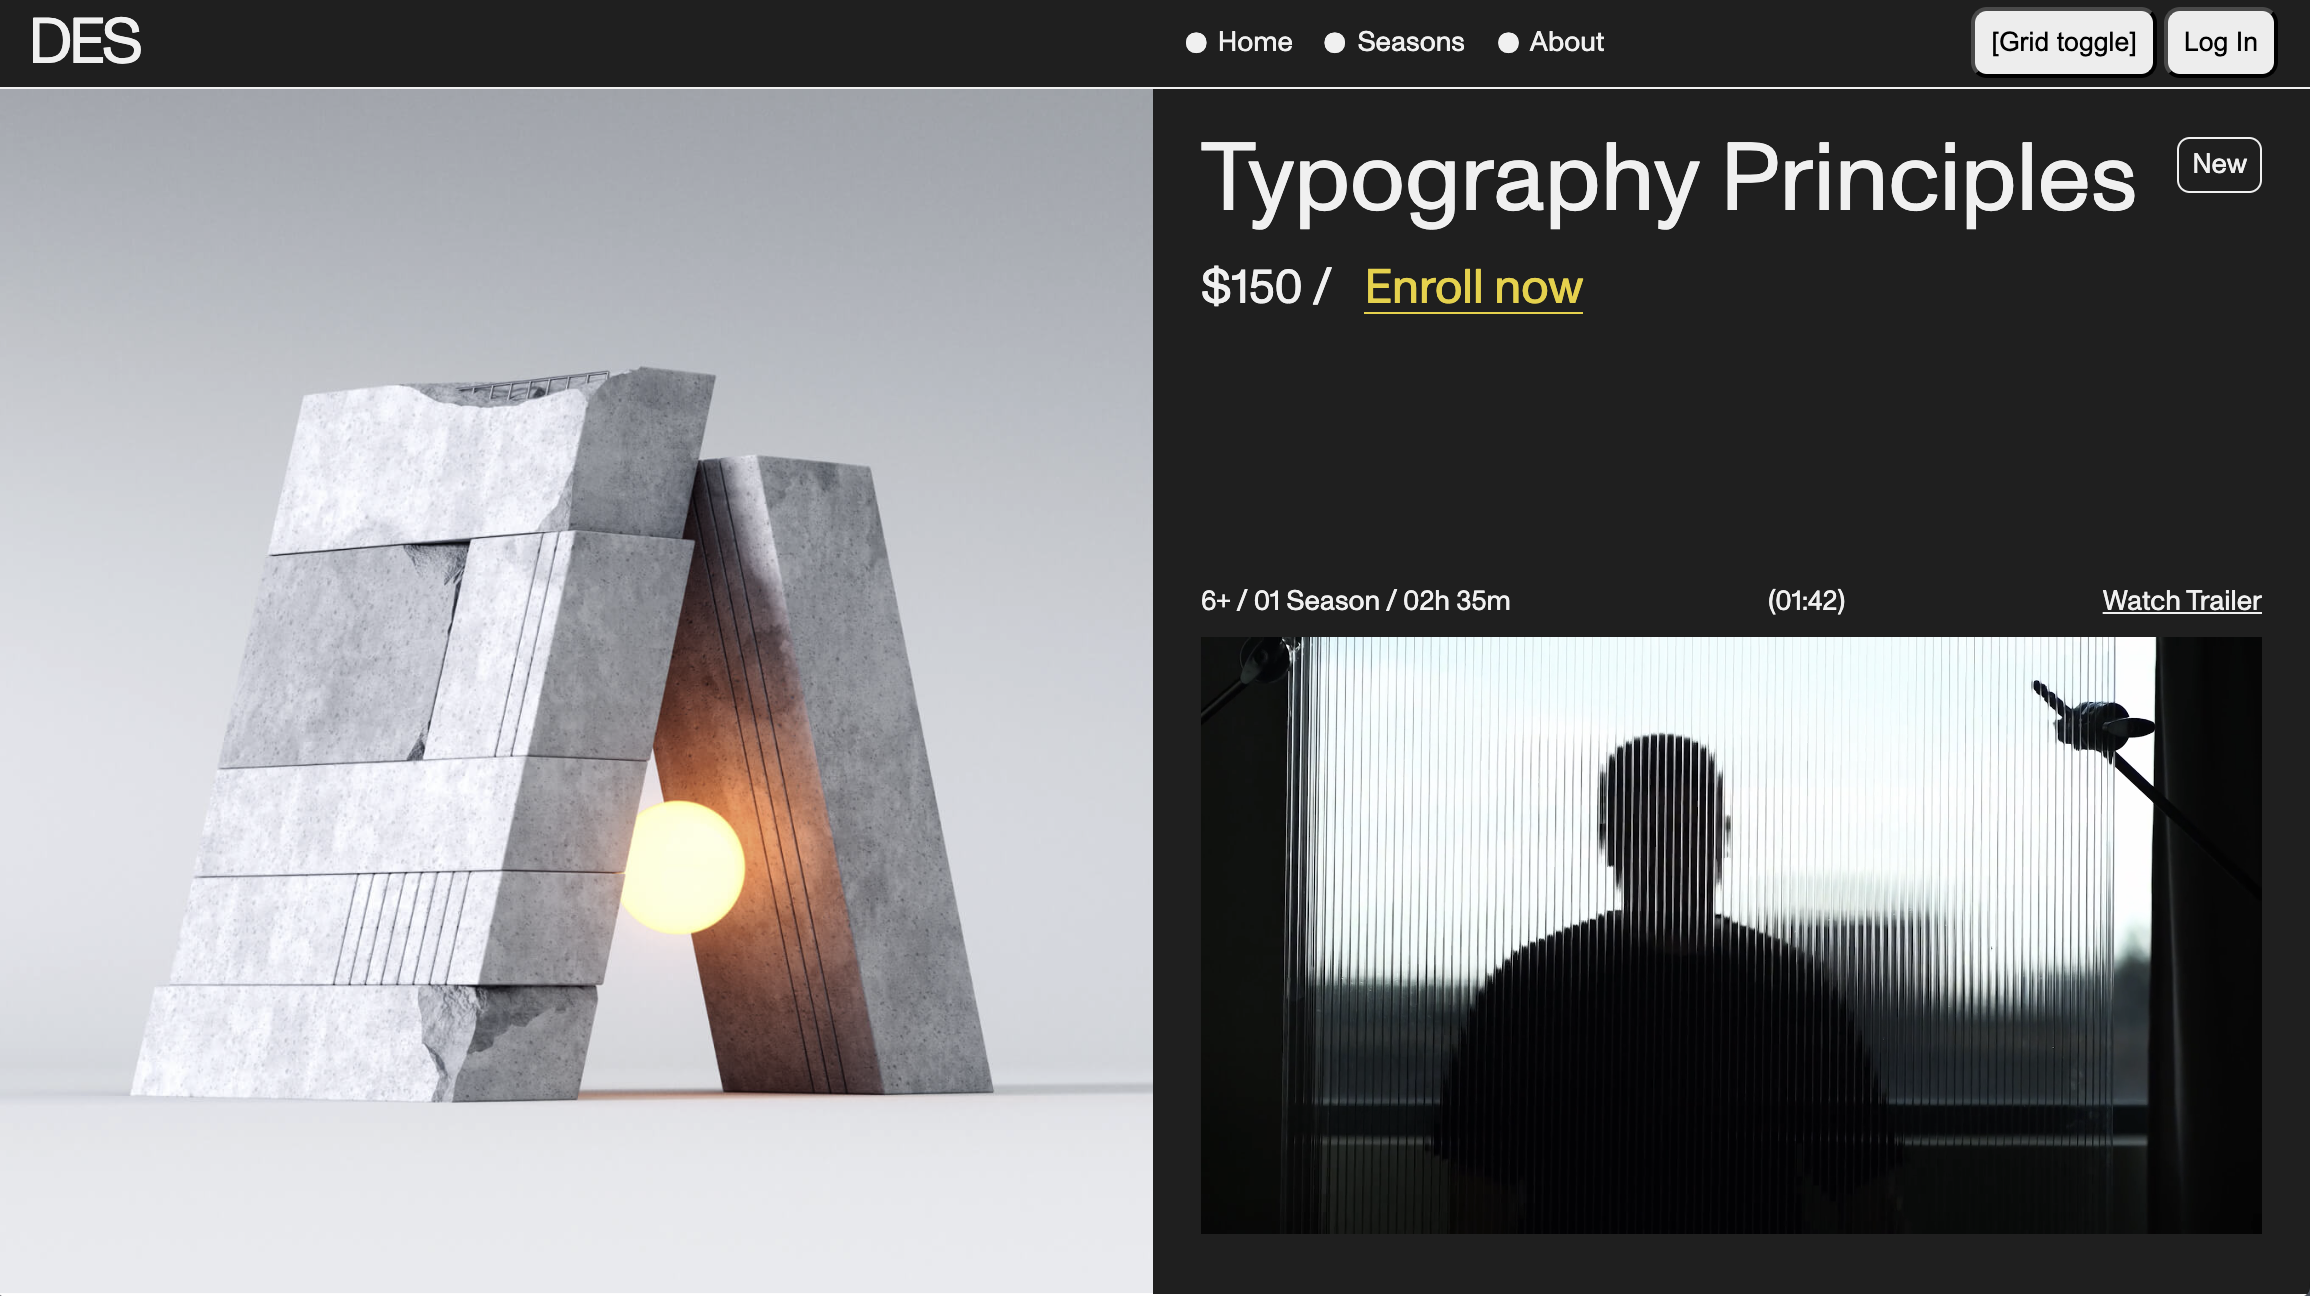 DES
Home
Seasons
About
[Grid toggle]
Log In
Typography Principles
New
$150 / Enroll now
6+ / 01 Season / 02h 35m
(01:42)
Watch Trailer